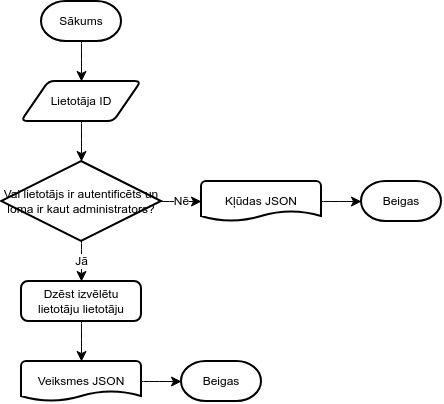 Sākums
Lietotāja ID
Vai lietotājs ir autentificēts un
loma ir kaut administrators?
Nē
Kļūdas JSON
Beigas
Jā
Dzēst izvēlētu
lietotāju lietotāju
Veiksmes JSON
Beigas